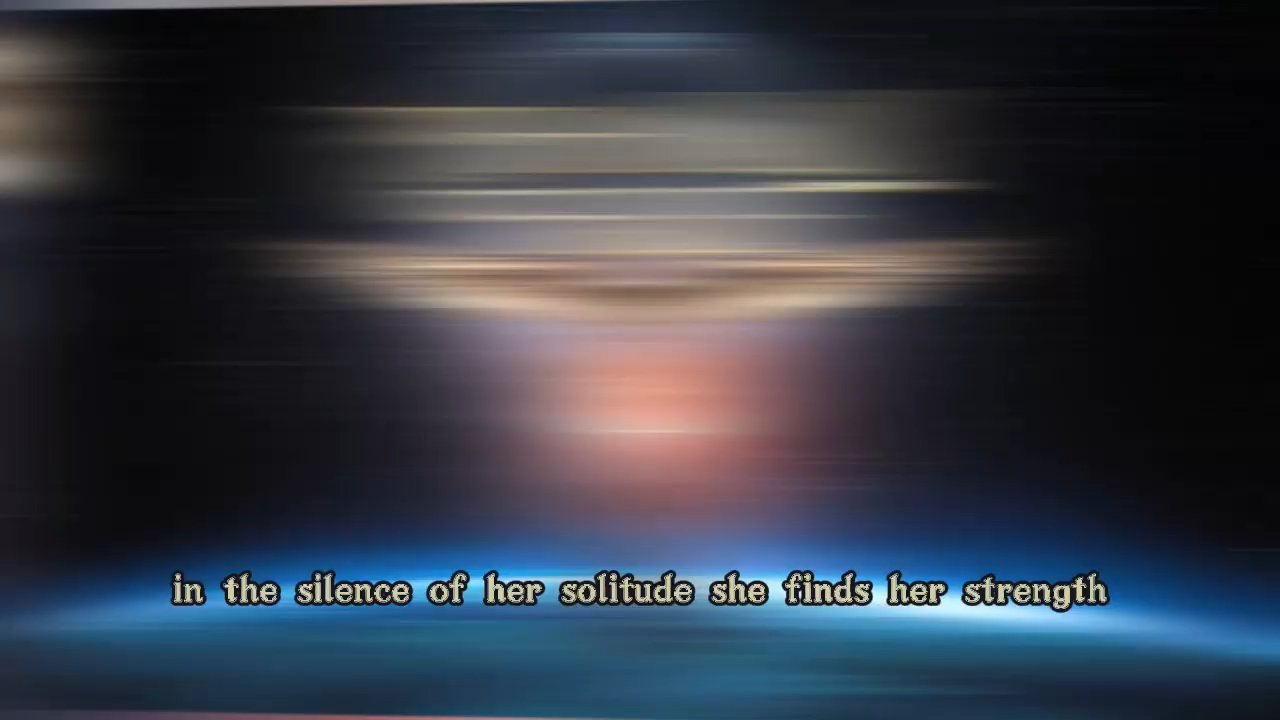 in the silence of her solitude she finds her strength